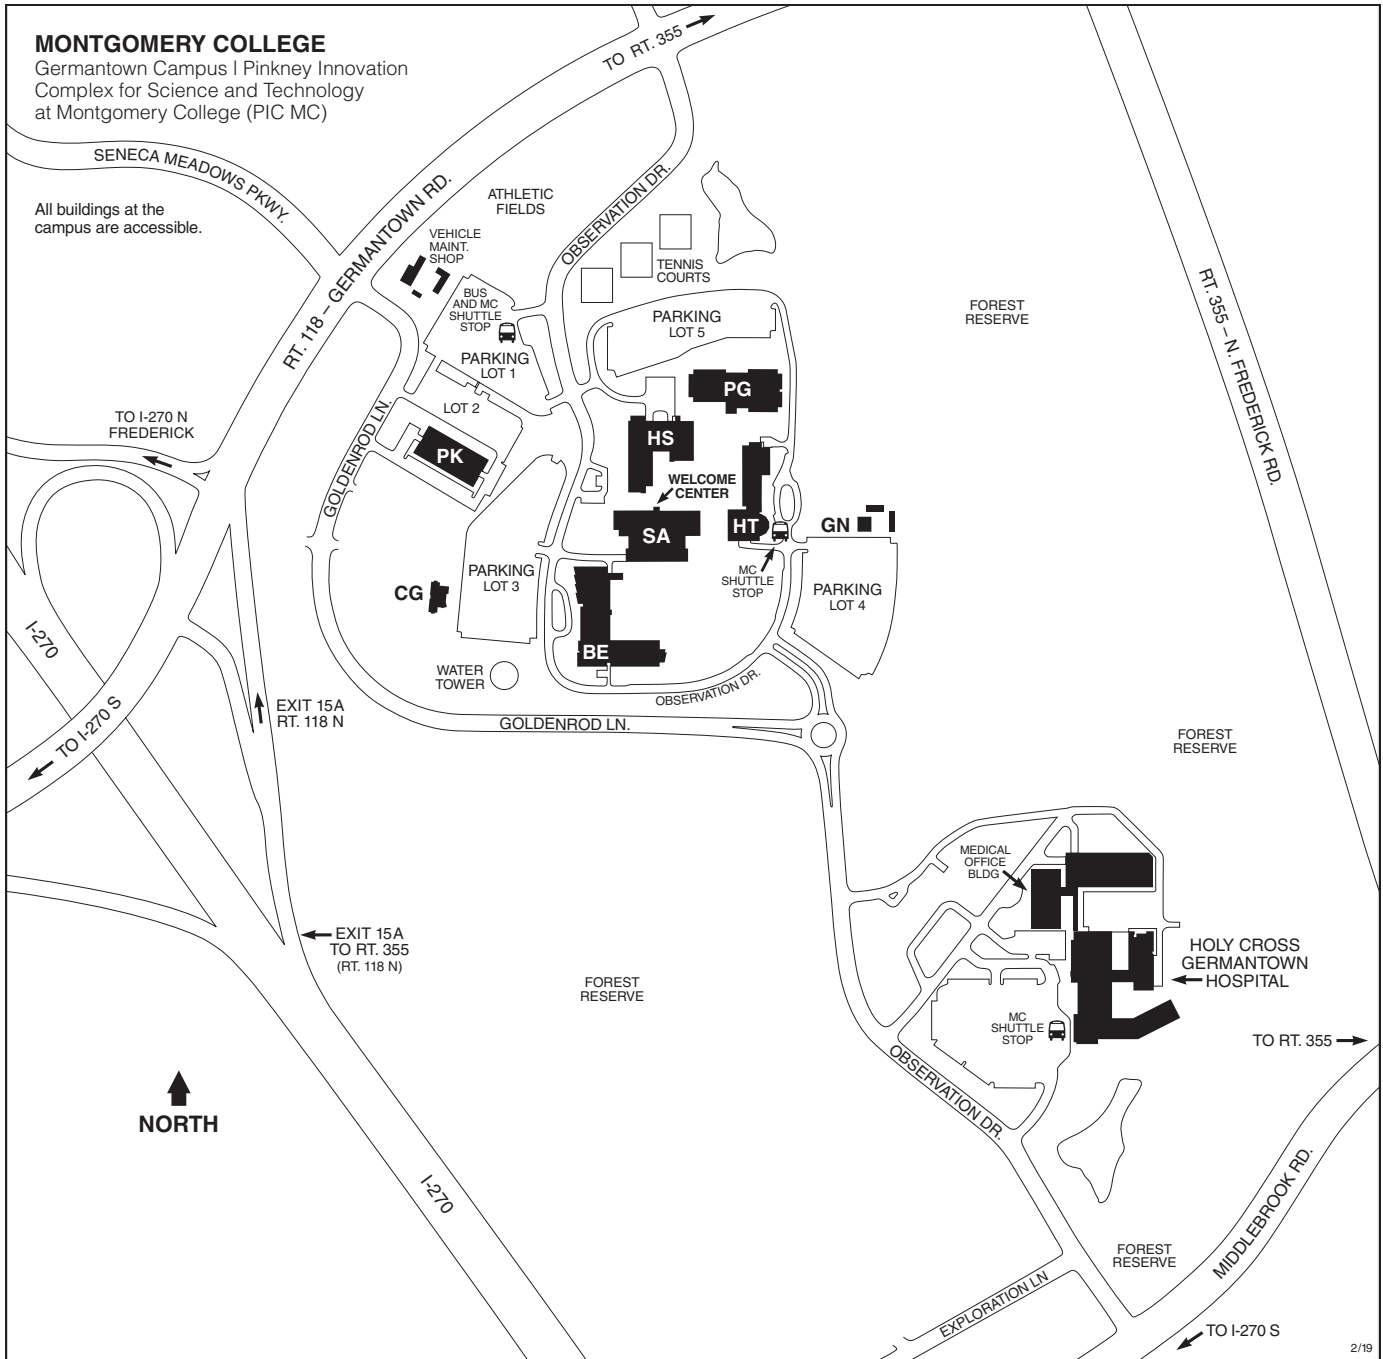 MONTGOMERY COLLEGE
Germantown Campus | Pinkney Innovation
Complex for Science and Technology
at Montgomery College (PIC MC)
TO RT. 355
SENECA MEADOWS PKWY.
All buildings at the
campus are accessible.
RT. 118 – GERMANTOWN RD.
ATHLETIC
FIELDS
OBSERVATION DR.
VEHICLE
MAINT.
SHOP
TENNIS
COURTS
BUS
AND MC
SHUTTLE
STOP
PARKING
LOT 1
PARKING
LOT 5
FOREST
RESERVE
RT. 355 – N. FREDERICK RD.
TO I-270 N
FREDERICK
GOLDENROD LN.
LOT 2
PK
PG
HS
WELCOME
CENTER
SA
HT
GN
MC
SHUTTLE
STOP
PARKING
LOT 3
PARKING
LOT 4
CG
BE
WATER
TOWER
OBSERVATION DR.
GOLDENROD LN.
I-270
TO I-270 S
EXIT 15A
RT. 118 N
FOREST
RESERVE
MEDICAL
OFFICE
BLDG
EXIT 15A
TO RT. 355
(RT. 118 N)
HOLY CROSS
GERMANTOWN
HOSPITAL
FOREST
RESERVE
MC
SHUTTLE
STOP
TO RT. 355
OBSERVATION DR.
NORTH
I-270
MIDDLEBROOK RD.
FOREST
RESERVE
EXPLORATION LN
TO I-270 S
2/19